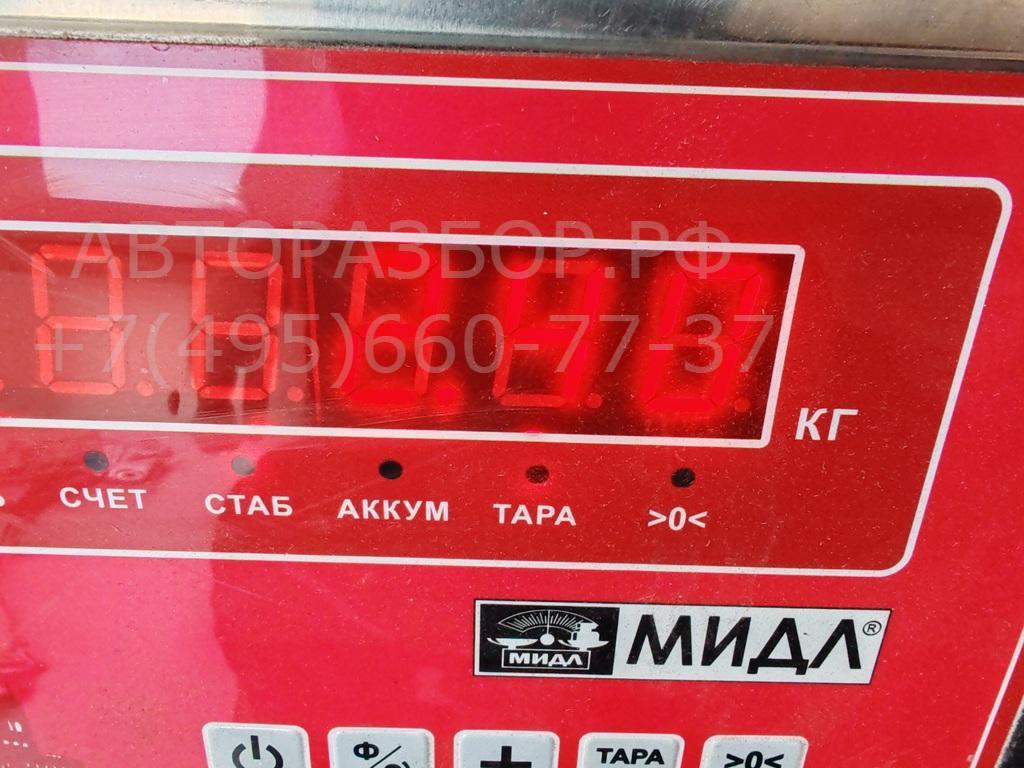 АВТОРАЗБОР.РФ
+7(495)660-77-37
КГ
СЧЕТ СТАБ АККУМ ТАРА >0<
МИДЛ МИДЛ®
ТАРА >0<